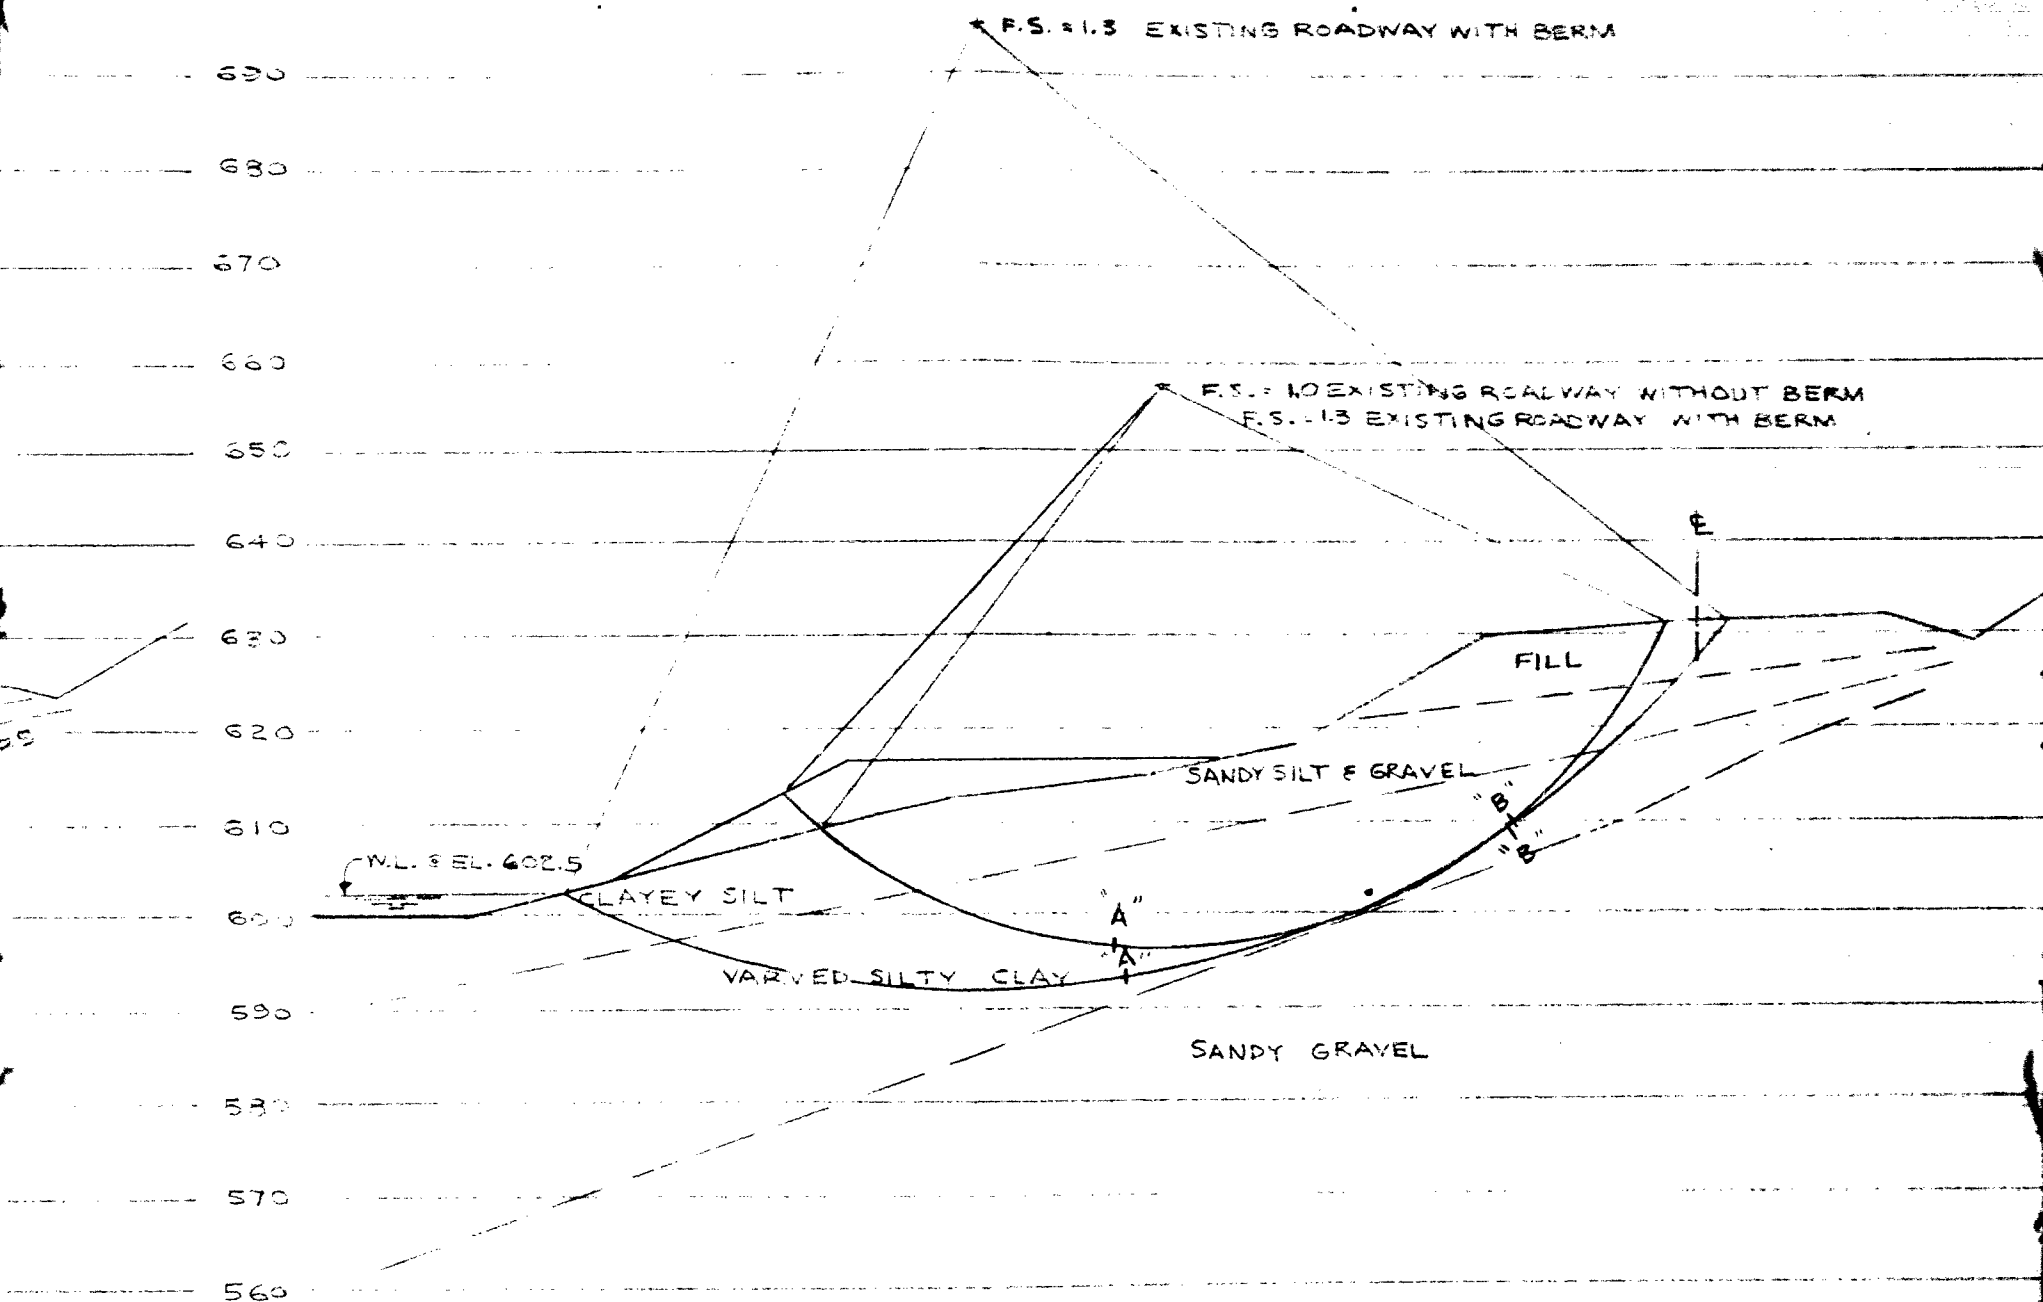 F.S. = 1.3 EXISTING ROADWAY WITH BERM
690
680
670
660
F.S. = 1.0 EXISTING ROADWAY WITHOUT BERM
F.S. = 1.3 EXISTING ROADWAY WITH BERM
650
℄
640
630
FILL
620
SANDY SILT & GRAVEL
"B"
610
"B"
W.L. @ EL. 602.5
CLAYEY SILT
"A"
600
"A"
VARVED SILTY CLAY
590
SANDY GRAVEL
580
570
560